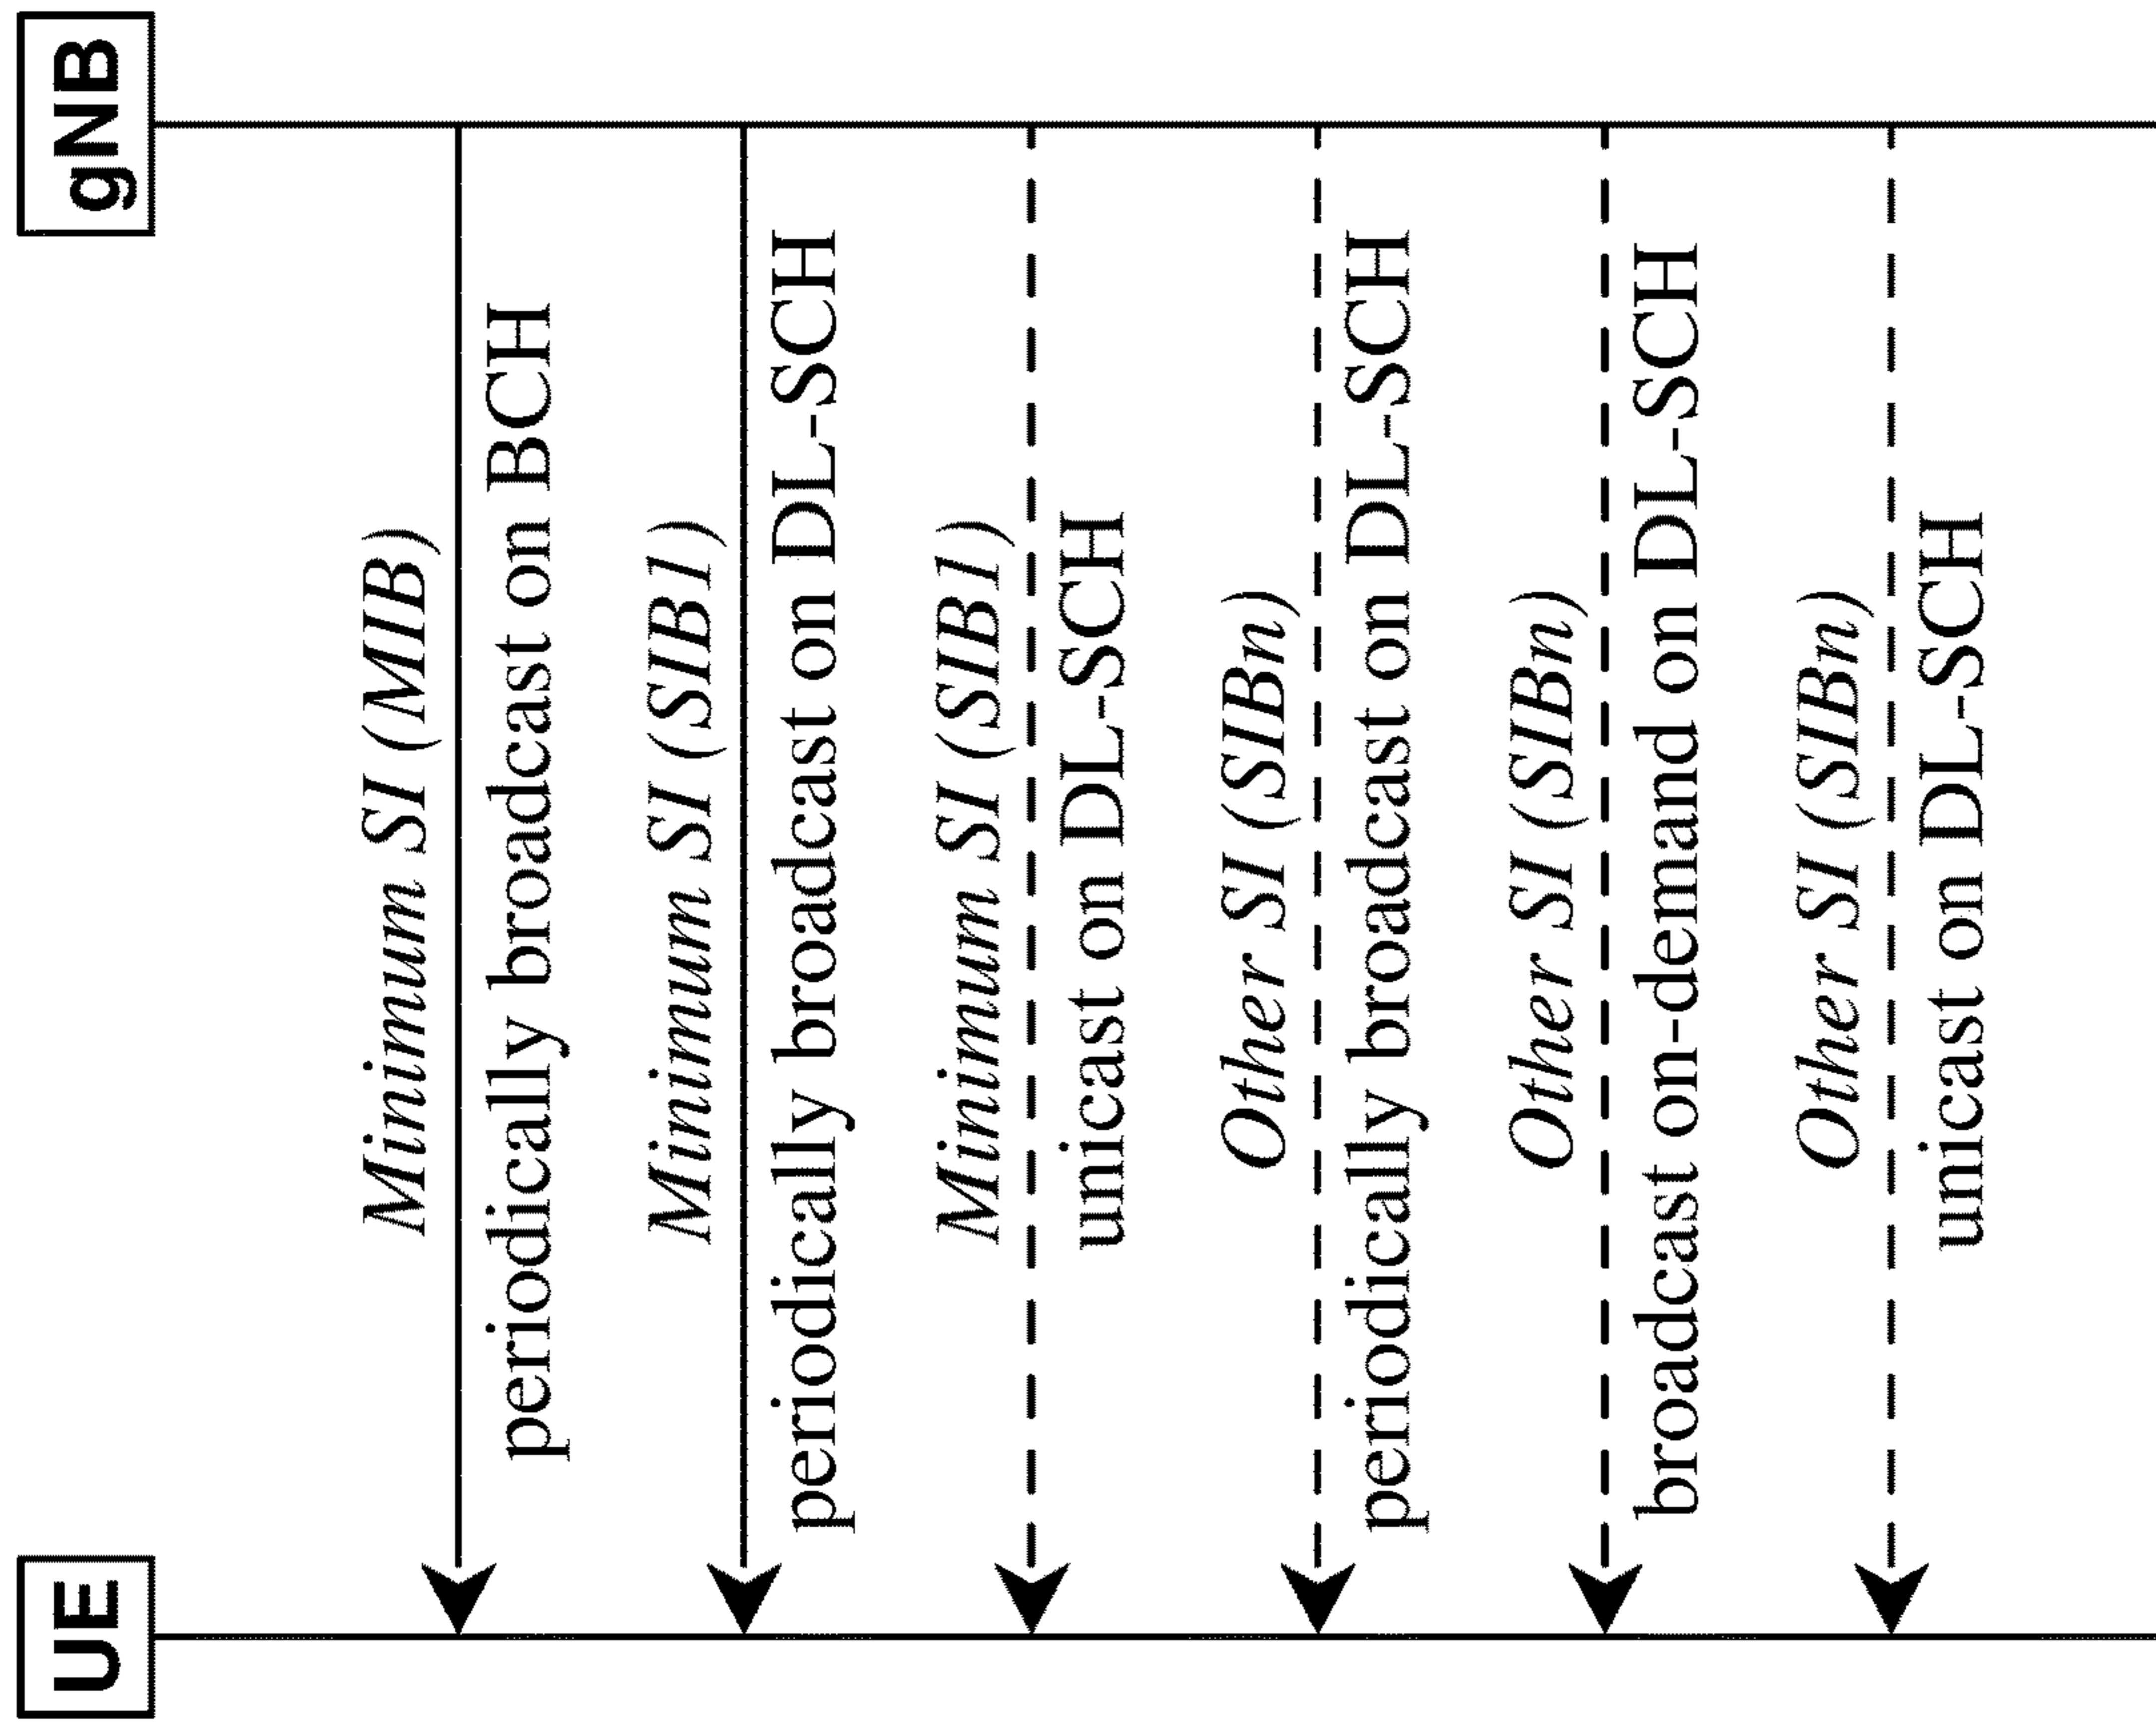 UE
gNB
Minimum SI (MIB)
periodically broadcast on BCH
Minimum SI (SIB1)
periodically broadcast on DL-SCH
Minimum SI (SIB1)
unicast on DL-SCH
Other SI (SIBn)
periodically broadcast on DL-SCH
Other SI (SIBn)
broadcast on-demand on DL-SCH
Other SI (SIBn)
unicast on DL-SCH